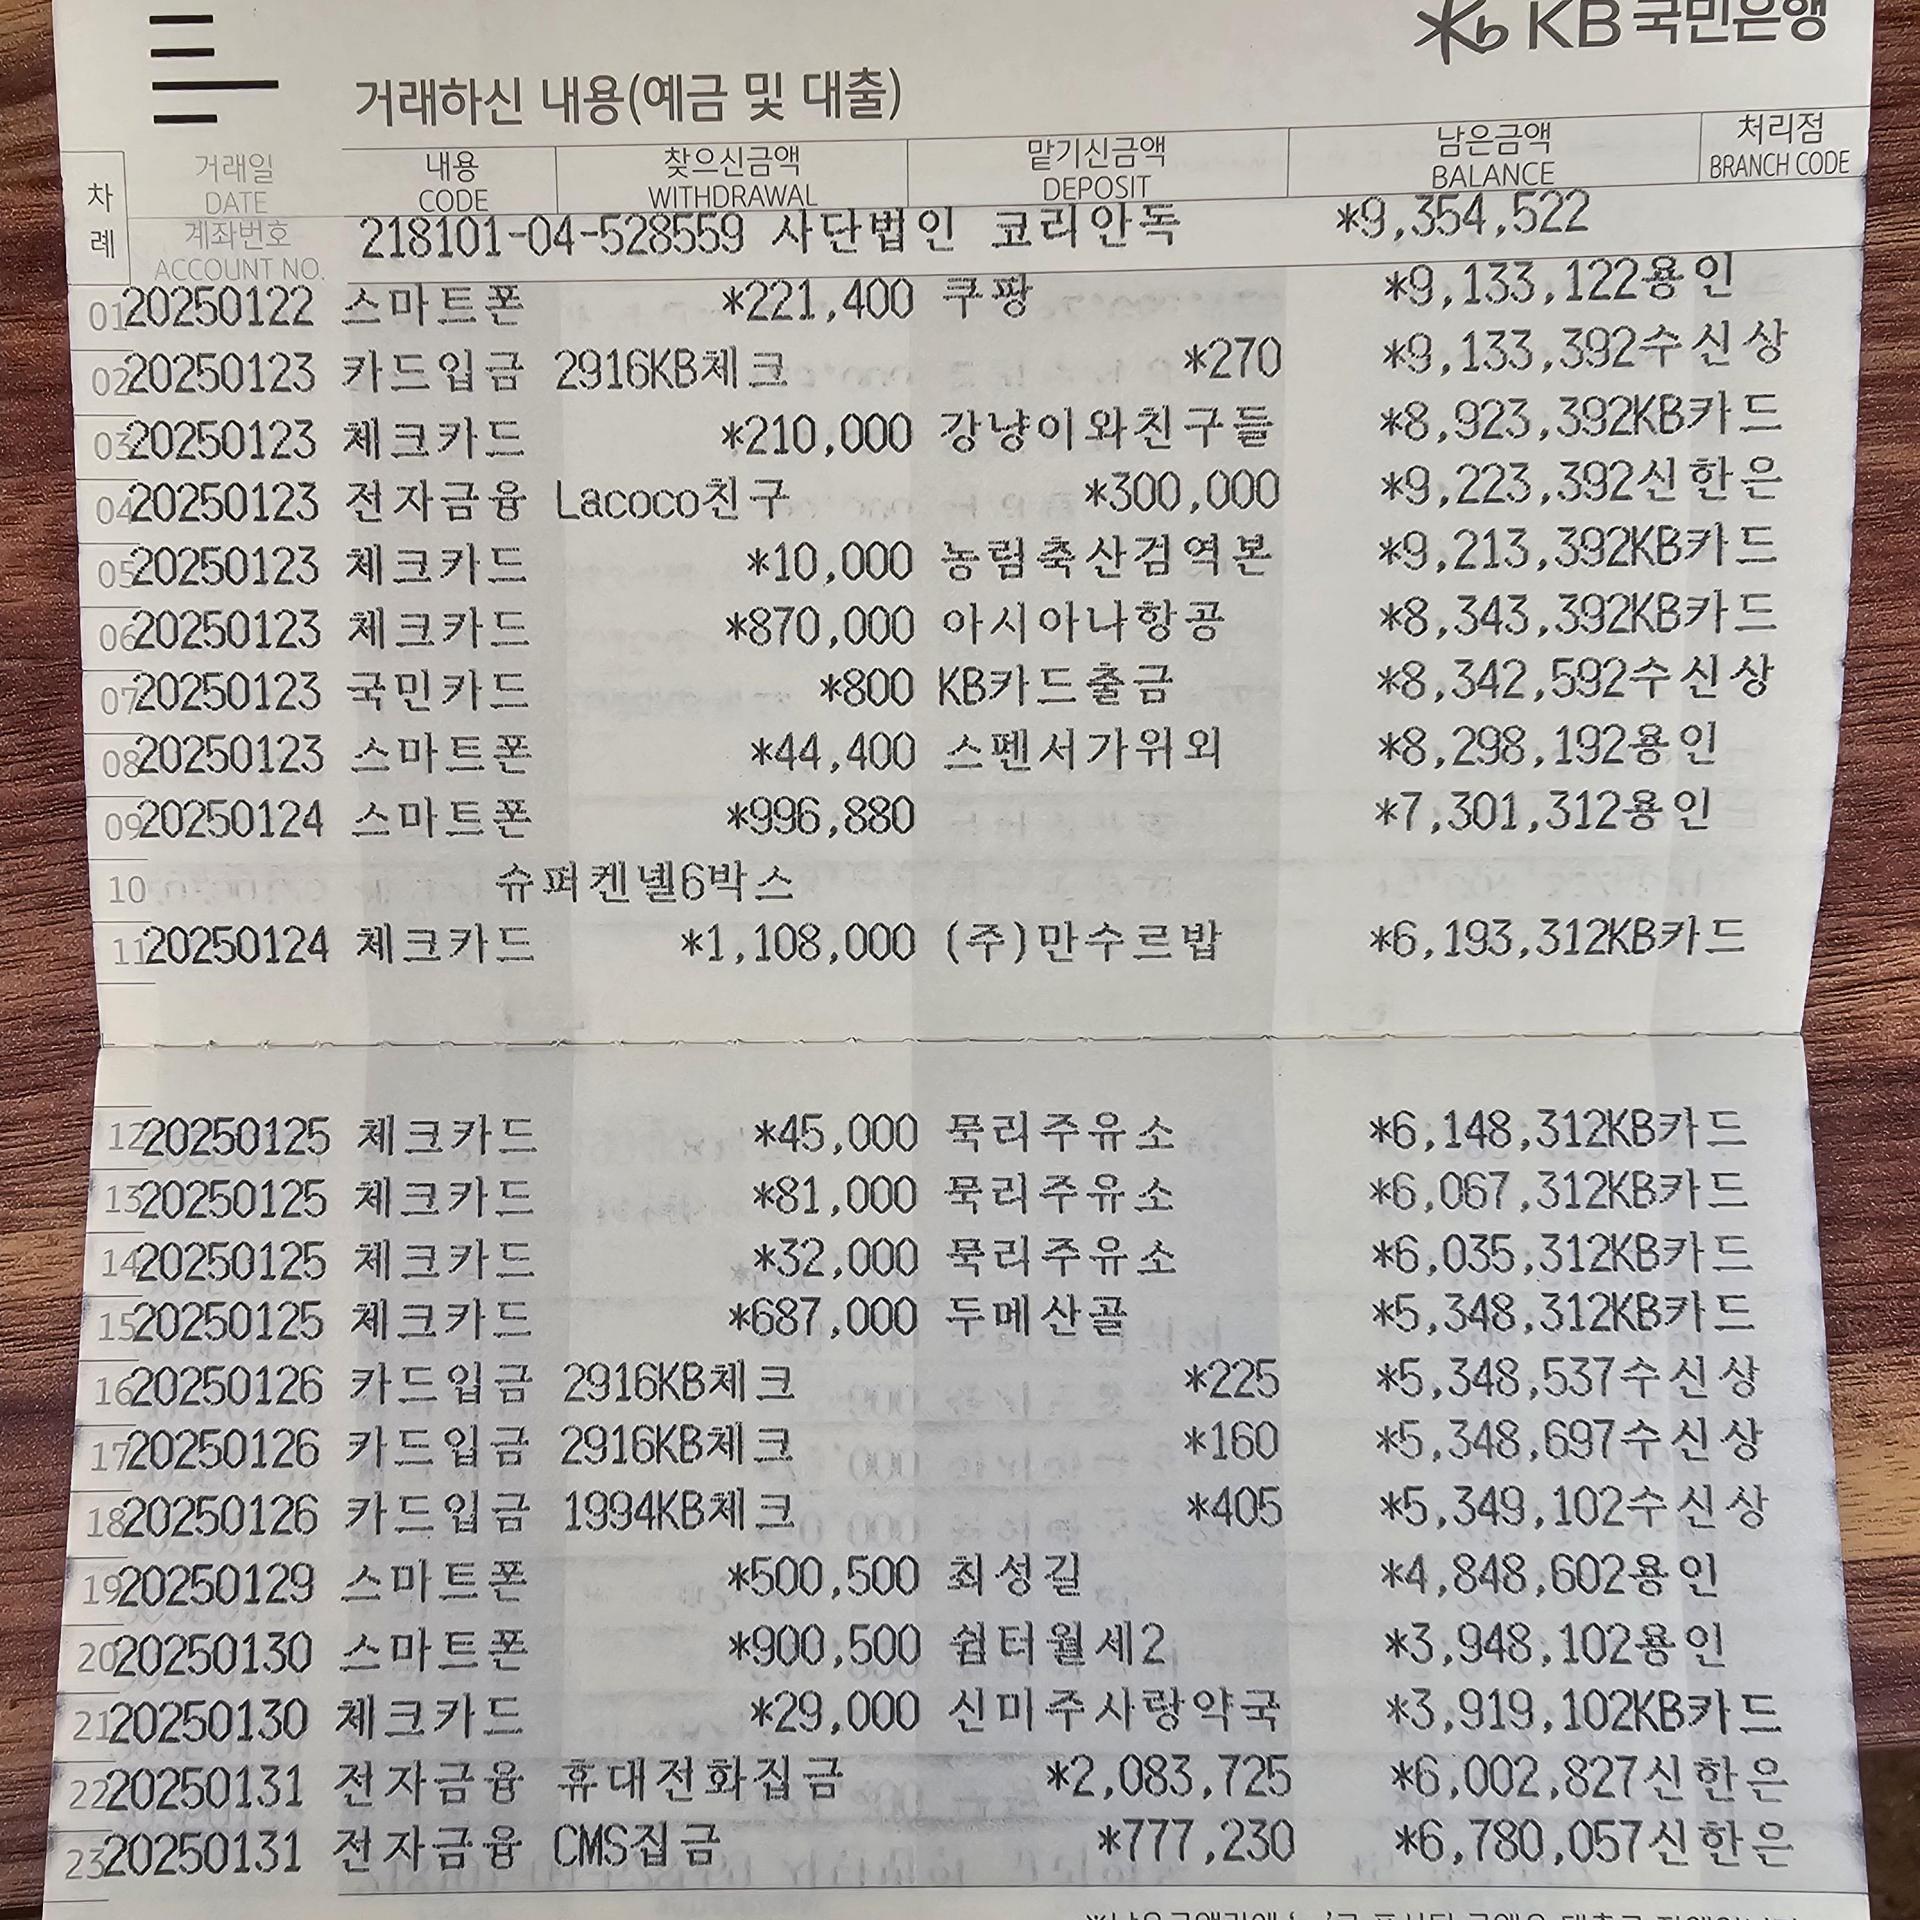 KB국민은행
거래하신 내용(예금 및 대출)
차례 거래일 DATE 내용 CODE 찾으신금액 WITHDRAWAL 맡기신금액 DEPOSIT 남은금액 BALANCE 처리점 BRANCH CODE
계좌번호 ACCOUNT NO. 218101-04-528559 사단법인 코리안독 *9,354,522
01 20250122 스마트폰 *221,400 쿠팡 *9,133,122용인
02 20250123 카드입금 2916KB체크 *270 *9,133,392수신상
03 20250123 체크카드 *210,000 강냥이와친구들 *8,923,392KB카드
04 20250123 전자금융 Lacoco친구 *300,000 *9,223,392신한은
05 20250123 체크카드 *10,000 농림축산검역본 *9,213,392KB카드
06 20250123 체크카드 *870,000 아시아나항공 *8,343,392KB카드
07 20250123 국민카드 *800 KB카드출금 *8,342,592수신상
08 20250123 스마트폰 *44,400 스펜서가위외 *8,298,192용인
09 20250124 스마트폰 *996,880 *7,301,312용인
10 슈퍼켄넬6박스
11 20250124 체크카드 *1,108,000 (주)만수르밥 *6,193,312KB카드
12 20250125 체크카드 *45,000 묵리주유소 *6,148,312KB카드
13 20250125 체크카드 *81,000 묵리주유소 *6,067,312KB카드
14 20250125 체크카드 *32,000 묵리주유소 *6,035,312KB카드
15 20250125 체크카드 *687,000 두메산골 *5,348,312KB카드
16 20250126 카드입금 2916KB체크 *225 *5,348,537수신상
17 20250126 카드입금 2916KB체크 *160 *5,348,697수신상
18 20250126 카드입금 1994KB체크 *405 *5,349,102수신상
19 20250129 스마트폰 *500,500 최성길 *4,848,602용인
20 20250130 스마트폰 *900,500 쉼터월세2 *3,948,102용인
21 20250130 체크카드 *29,000 신미주사랑약국 *3,919,102KB카드
22 20250131 전자금융 휴대전화집금 *2,083,725 *6,002,827신한은
23 20250131 전자금융 CMS집금 *777,230 *6,780,057신한은